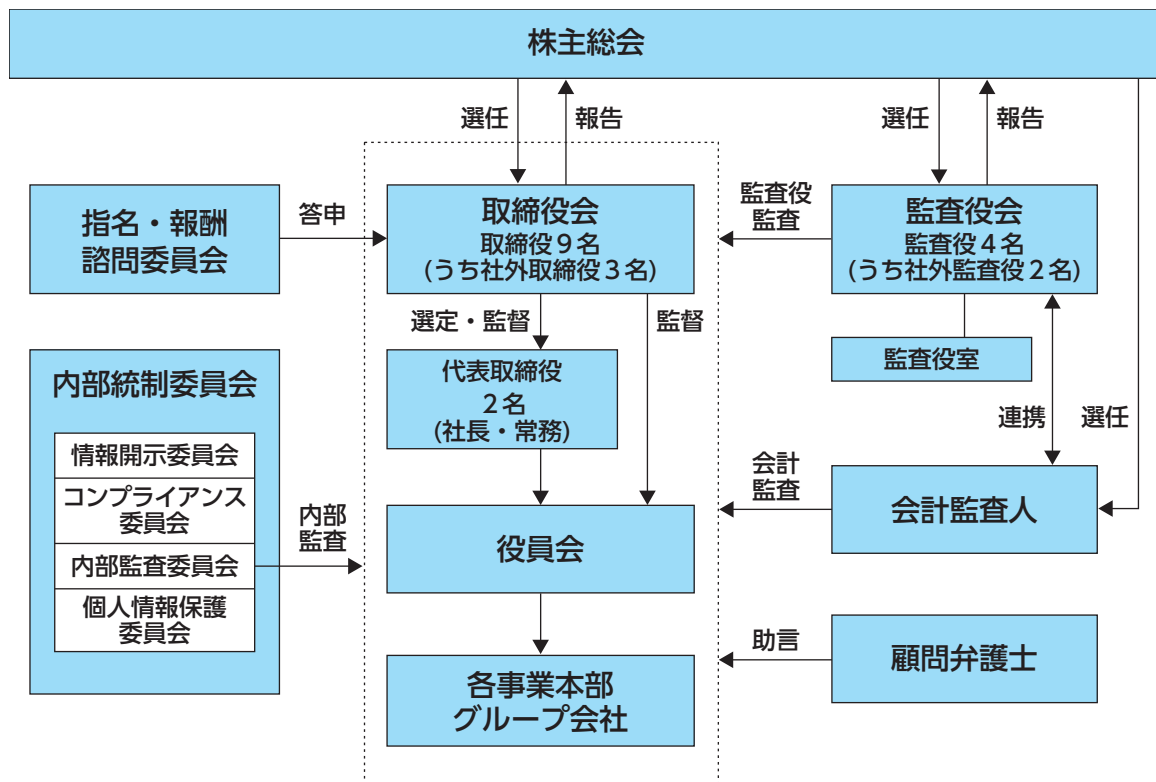 株主総会
選任
報告
選任
報告
指名・報酬
諮問委員会
答申
取締役会
取締役９名
(うち社外取締役３名)
監査役
監査
監査役会
監査役４名
(うち社外監査役２名)
選定・監督
監督
監査役室
内部統制委員会
情報開示委員会
コンプライアンス
委員会
内部監査委員会
個人情報保護
委員会
代表取締役
２名
(社長・常務)
連携
選任
内部
監査
役員会
会計
監査
会計監査人
各事業本部
グループ会社
助言
顧問弁護士